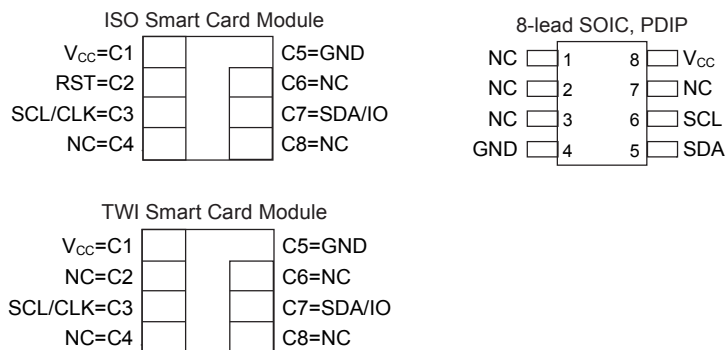 ISO Smart Card Module
VCC=C1
C5=GND
RST=C2
C6=NC
SCL/CLK=C3
C7=SDA/IO
NC=C4
C8=NC
8-lead SOIC, PDIP
NC 1 8 VCC
NC 2 7 NC
NC 3 6 SCL
GND 4 5 SDA
TWI Smart Card Module
VCC=C1
C5=GND
NC=C2
C6=NC
SCL/CLK=C3
C7=SDA/IO
NC=C4
C8=NC